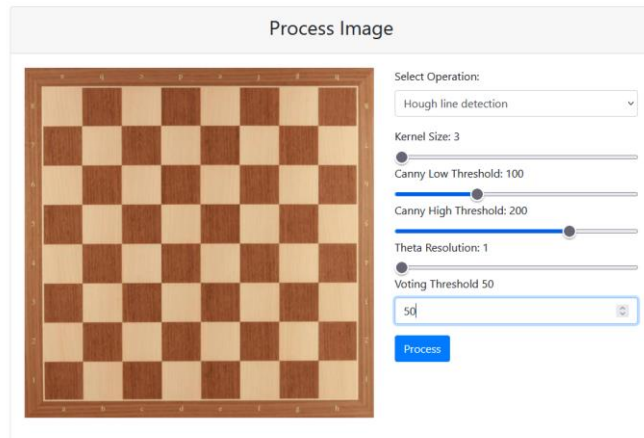 Process Image
Select Operation:
Hough line detection
Kernel Size: 3
Canny Low Threshold: 100
Canny High Threshold: 200
Theta Resolution: 1
Voting Threshold 50
50
Process